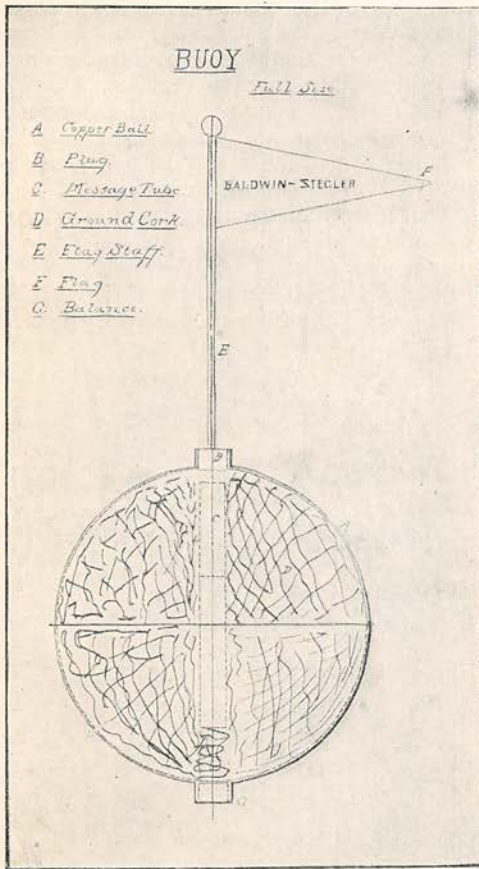 BUOY
Full Size.
A Copper Ball
B Plug.
C. Message Tube
D Ground Cork.
E Flag Staff.
F Flag.
G. Balance.
F
BALDWIN-ZIEGLER
E
B
C
A
G